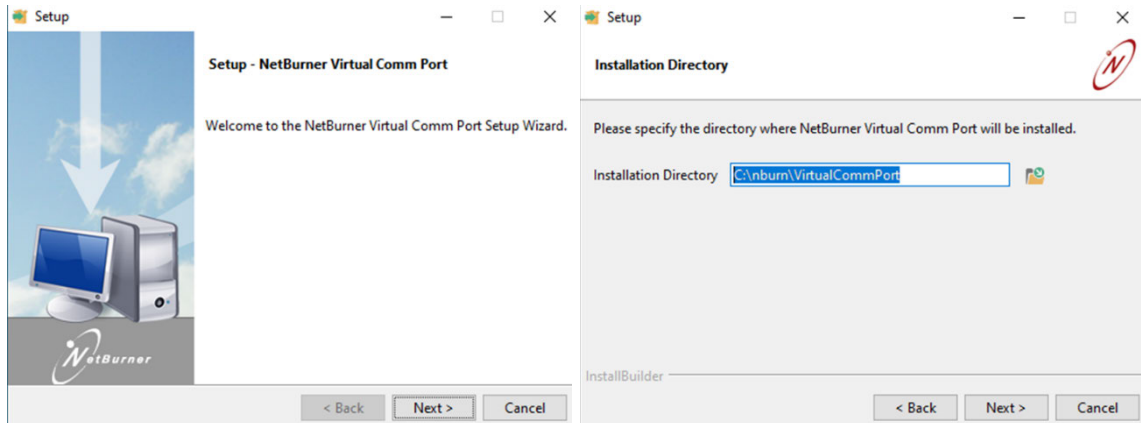 Setup
Setup - NetBurner Virtual Comm Port
Welcome to the NetBurner Virtual Comm Port Setup Wizard.
NetBurner
< Back
Next >
Cancel
Setup
Installation Directory
N
Please specify the directory where NetBurner Virtual Comm Port will be installed.
Installation Directory C:\nburn\VirtualCommPort
InstallBuilder
< Back
Next >
Cancel